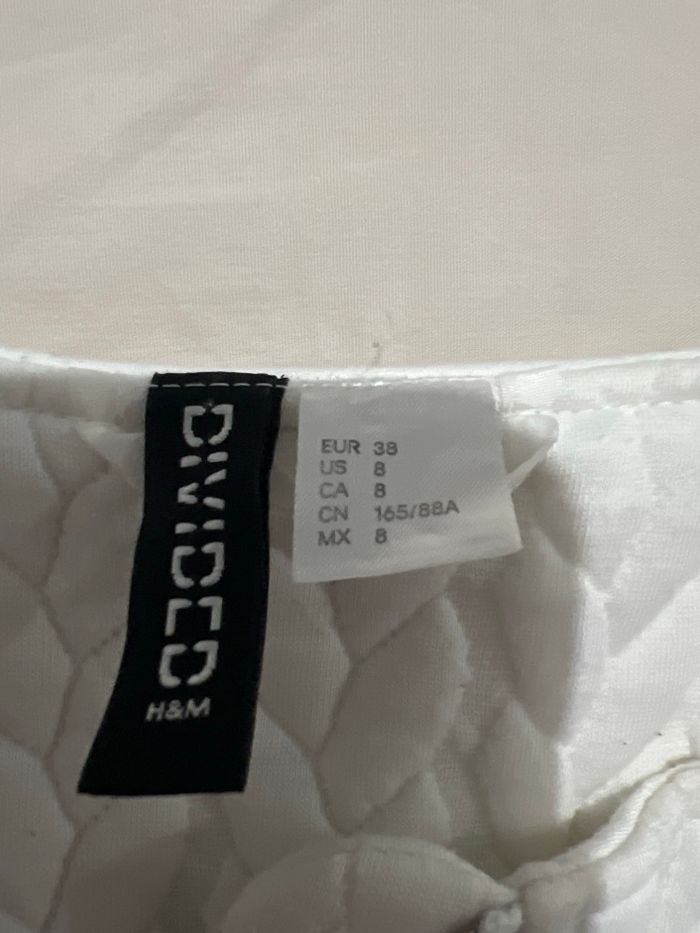 DIVIDED
H&M
EUR 38
US 8
CA 8
CN 165/88A
MX 8